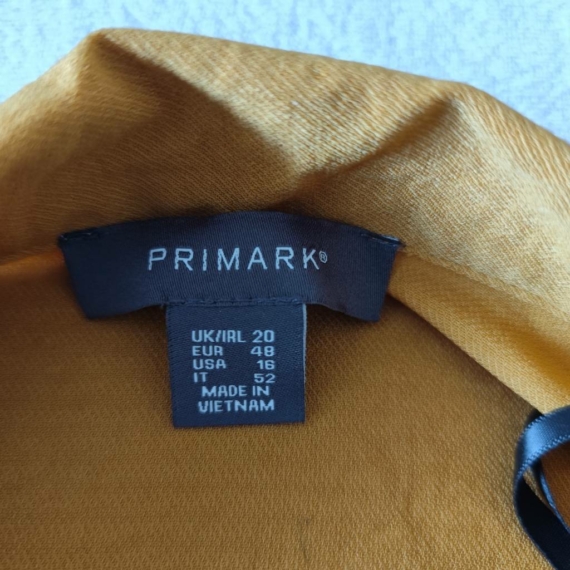 PRIMARK®
UK/IRL 20
EUR 48
USA 16
IT 52
MADE IN
VIETNAM